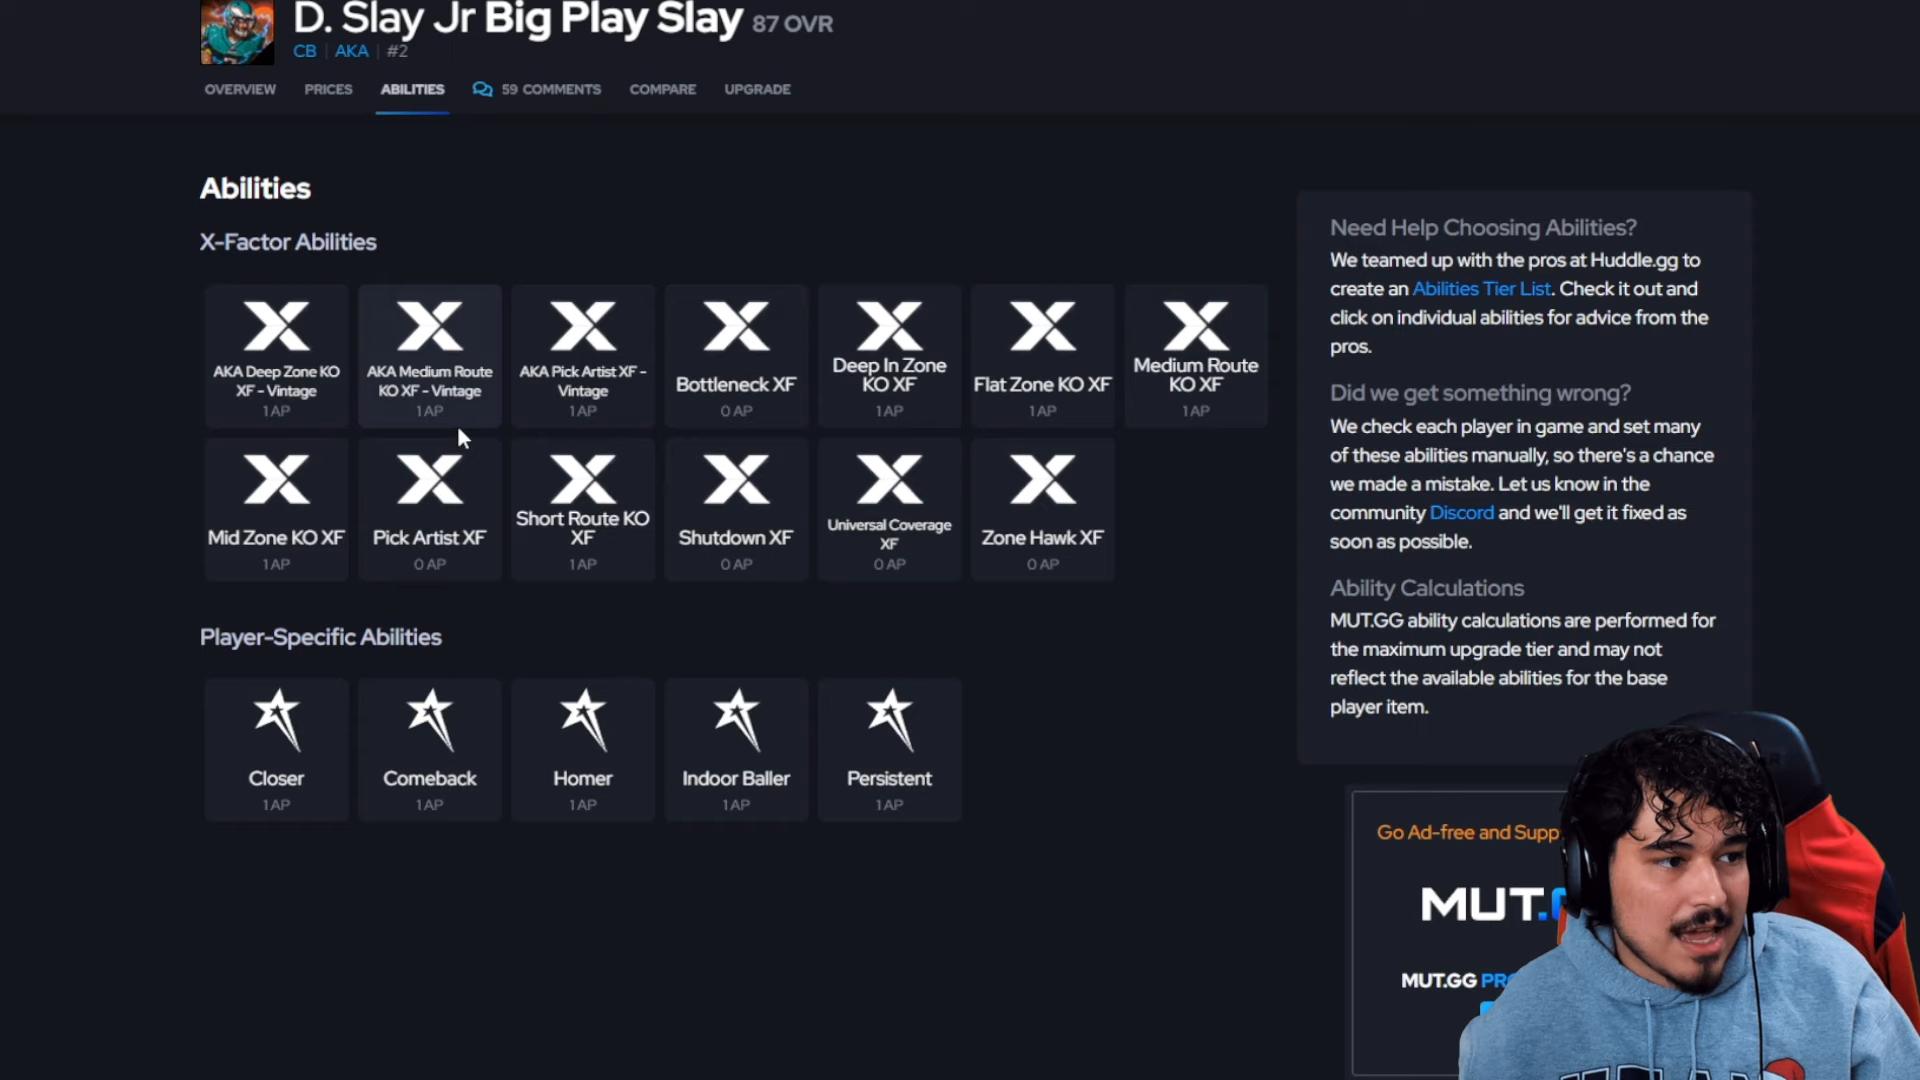 D. Slay Jr Big Play Slay 87 OVR
CB | AKA | #2
OVERVIEW PRICES ABILITIES 59 COMMENTS COMPARE UPGRADE
Abilities
X-Factor Abilities
AKA Deep Zone KO
XF - Vintage
1 AP
AKA Medium Route
KO XF - Vintage
1 AP
AKA Pick Artist XF -
Vintage
1 AP
Bottleneck XF
0 AP
Deep In Zone
KO XF
1 AP
Flat Zone KO XF
1 AP
Medium Route
KO XF
1 AP
Mid Zone KO XF
1 AP
Pick Artist XF
0 AP
Short Route KO
XF
1 AP
Shutdown XF
0 AP
Universal Coverage
XF
0 AP
Zone Hawk XF
0 AP
Player-Specific Abilities
Closer
1 AP
Comeback
1 AP
Homer
1 AP
Indoor Baller
1 AP
Persistent
1 AP
Need Help Choosing Abilities?
We teamed up with the pros at Huddle.gg to
create an Abilities Tier List. Check it out and
click on individual abilities for advice from the
pros.
Did we get something wrong?
We check each player in game and set many
of these abilities manually, so there's a chance
we made a mistake. Let us know in the
community Discord and we'll get it fixed as
soon as possible.
Ability Calculations
MUT.GG ability calculations are performed for
the maximum upgrade tier and may not
reflect the available abilities for the base
player item.
Go Ad-free and Supp
MUT.
MUT.GG PR